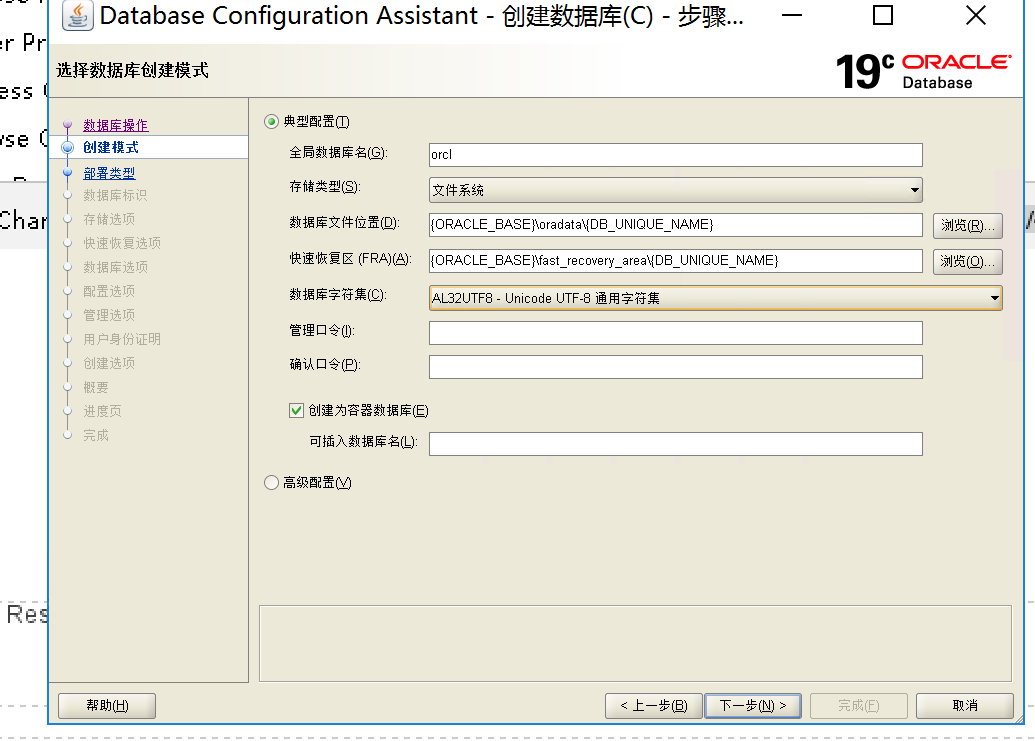 Database Configuration Assistant - 创建数据库(C) - 步骤...
选择数据库创建模式
19c ORACLE
Database
数据库操作
创建模式
部署类型
数据库标识
存储选项
快速恢复选项
数据库选项
配置选项
管理选项
用户身份证明
创建选项
概要
进度页
完成
典型配置(T)
全局数据库名(G):
orcl
存储类型(S):
文件系统
数据库文件位置(D):
{ORACLE_BASE}\oradata\{DB_UNIQUE_NAME}
浏览(R)...
快速恢复区 (FRA)(A):
{ORACLE_BASE}\fast_recovery_area\{DB_UNIQUE_NAME}
浏览(O)...
数据库字符集(C):
AL32UTF8 - Unicode UTF-8 通用字符集
管理口令(I):
确认口令(P):
创建为容器数据库(E)
可插入数据库名(L):
高级配置(V)
帮助(H)
< 上一步(B)
下一步(N) >
完成(F)
取消
er Pr
ess
wse
Char
Res